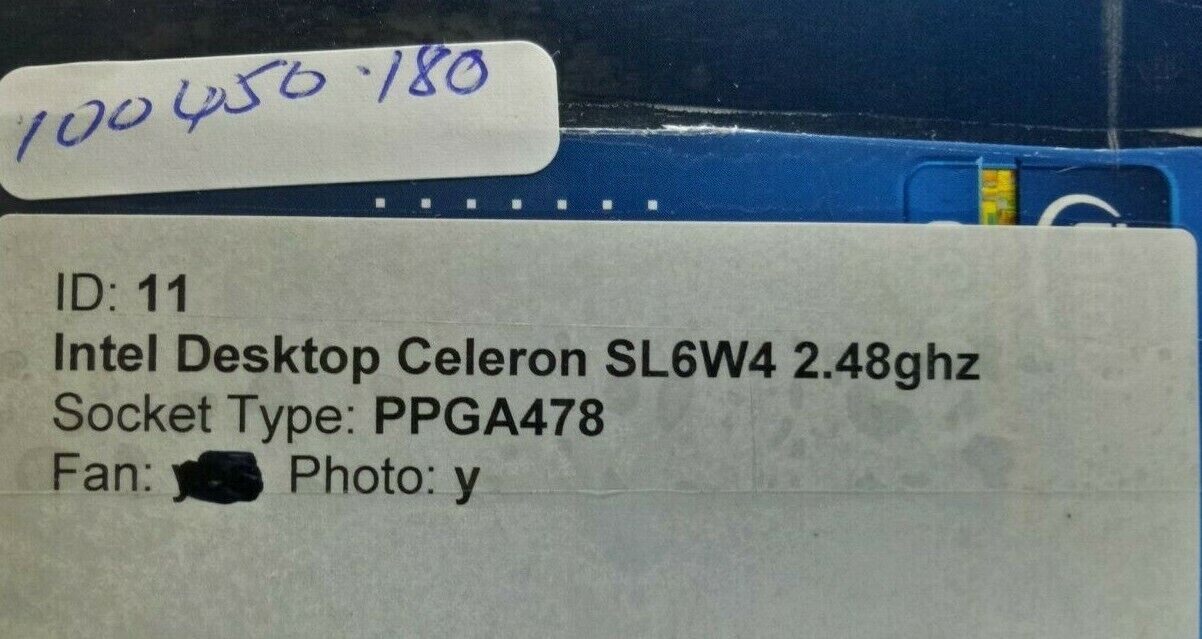 100450.180
ID: 11
Intel Desktop Celeron SL6W4 2.48ghz
Socket Type: PPGA478
Fan: Photo: y